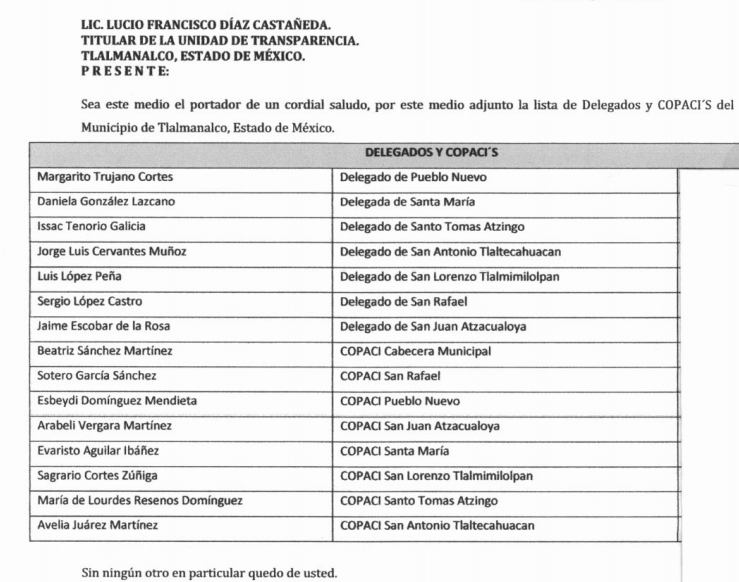 LIC. LUCIO FRANCISCO DÍAZ CASTAÑEDA.
TITULAR DE LA UNIDAD DE TRANSPARENCIA.
TLALMANALCO, ESTADO DE MÉXICO.
P R E S E N T E:
Sea este medio el portador de un cordial saludo, por este medio adjunto la lista de Delegados y COPACI´S del
Municipio de Tlalmanalco, Estado de México.
DELEGADOS Y COPACI´S
Margarito Trujano Cortes Delegado de Pueblo Nuevo
Daniela González Lazcano Delegada de Santa María
Issac Tenorio Galicia Delegado de Santo Tomas Atzingo
Jorge Luis Cervantes Muñoz Delegado de San Antonio Tlaltecahuacan
Luis López Peña Delegado de San Lorenzo Tlalmimilolpan
Sergio López Castro Delegado de San Rafael
Jaime Escobar de la Rosa Delegado de San Juan Atzacualoya
Beatriz Sánchez Martínez COPACI Cabecera Municipal
Sotero García Sánchez COPACI San Rafael
Esbeydi Domínguez Mendieta COPACI Pueblo Nuevo
Arabeli Vergara Martínez COPACI San Juan Atzacualoya
Evaristo Aguilar Ibáñez COPACI Santa María
Sagrario Cortes Zúñiga COPACI San Lorenzo Tlalmimilolpan
María de Lourdes Resenos Domínguez COPACI Santo Tomas Atzingo
Avelia Juárez Martínez COPACI San Antonio Tlaltecahuacan
Sin ningún otro en particular quedo de usted.